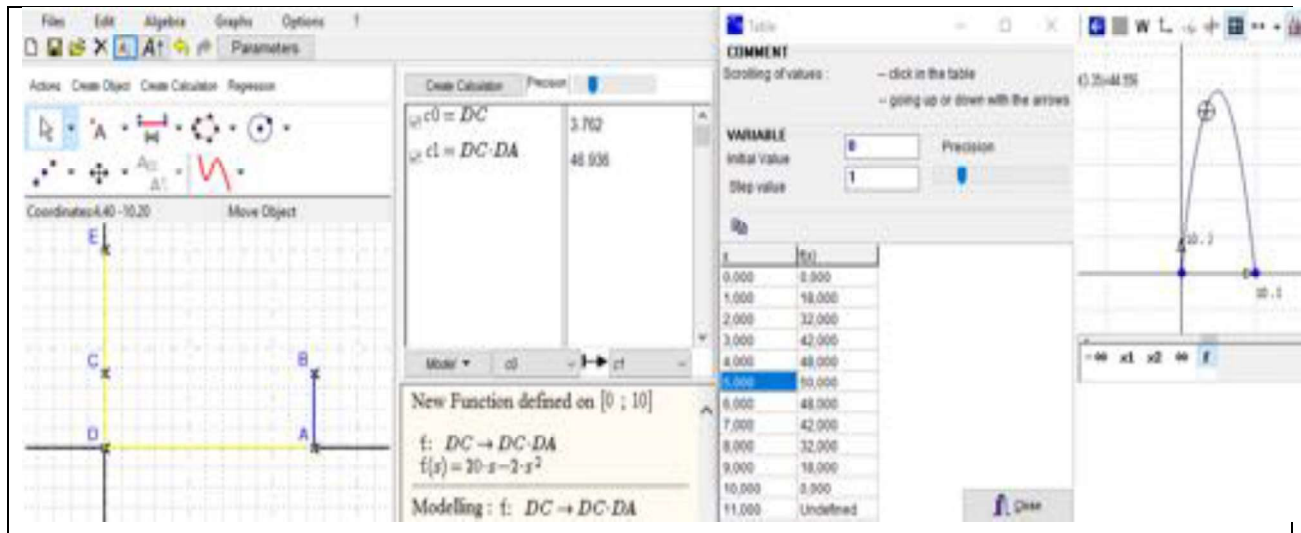 Files Edit Algebra Graphs Options ?
Parameters
Actions Create Object Create Calculator Regression
Coordinates:4.40 -10.20 Move Object
E
C
B
D
A
Create Calculator Precision
c0 = DC 3.762
c1 = DC·DA 46.936
Model c0 c1
New Function defined on [0 ; 10]
f: DC → DC·DA
f(s) = 20·s−2·s²
Modelling : f: DC → DC·DA
Table
COMMENT
Scrolling of values : – click in the table
– going up or down with the arrows
VARIABLE
Initial Value 0 Precision
Step value 1
f(x)
0,000 0,000
1,000 18,000
2,000 32,000
3,000 42,000
4,000 48,000
5,000 50,000
6,000 48,000
7,000 42,000
8,000 32,000
9,000 18,000
10,000 0,000
11,000 Undefined
Close
W
-∞ x1 x2 ∞ f